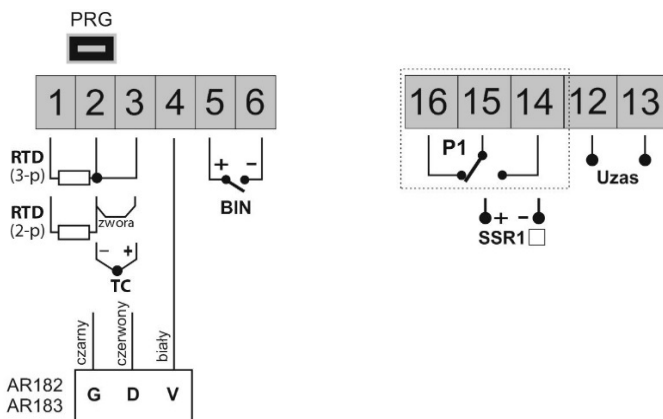 PRG
1 2 3 4 5 6
16 15 14 12 13
RTD
(3-p)
+ -
BIN
P1
Uzas
RTD
(2-p)
zwora
+ -
SSR1
- +
TC
czarny
czerwony
biały
AR182
AR183
G D V